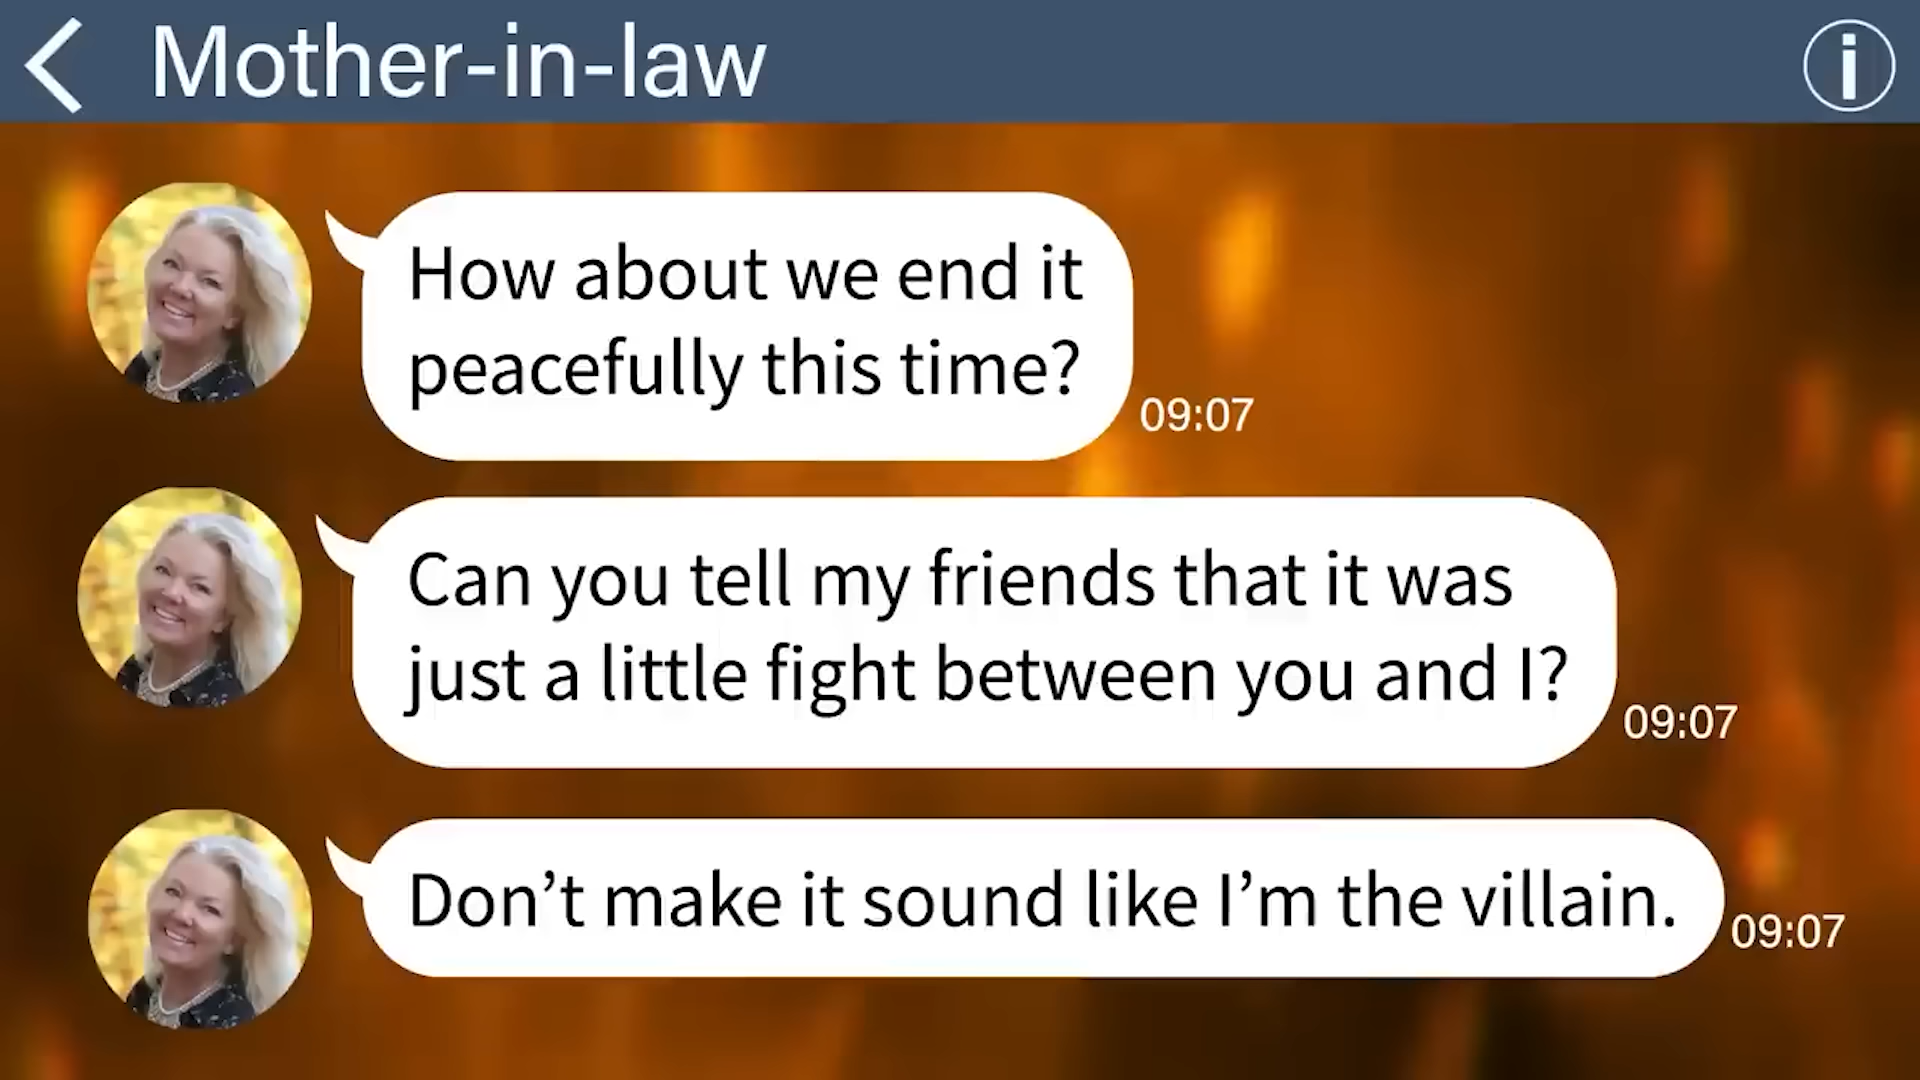 Mother-in-law
How about we end it
peacefully this time?
09:07
Can you tell my friends that it was
just a little fight between you and I?
09:07
Don’t make it sound like I’m the villain.
09:07